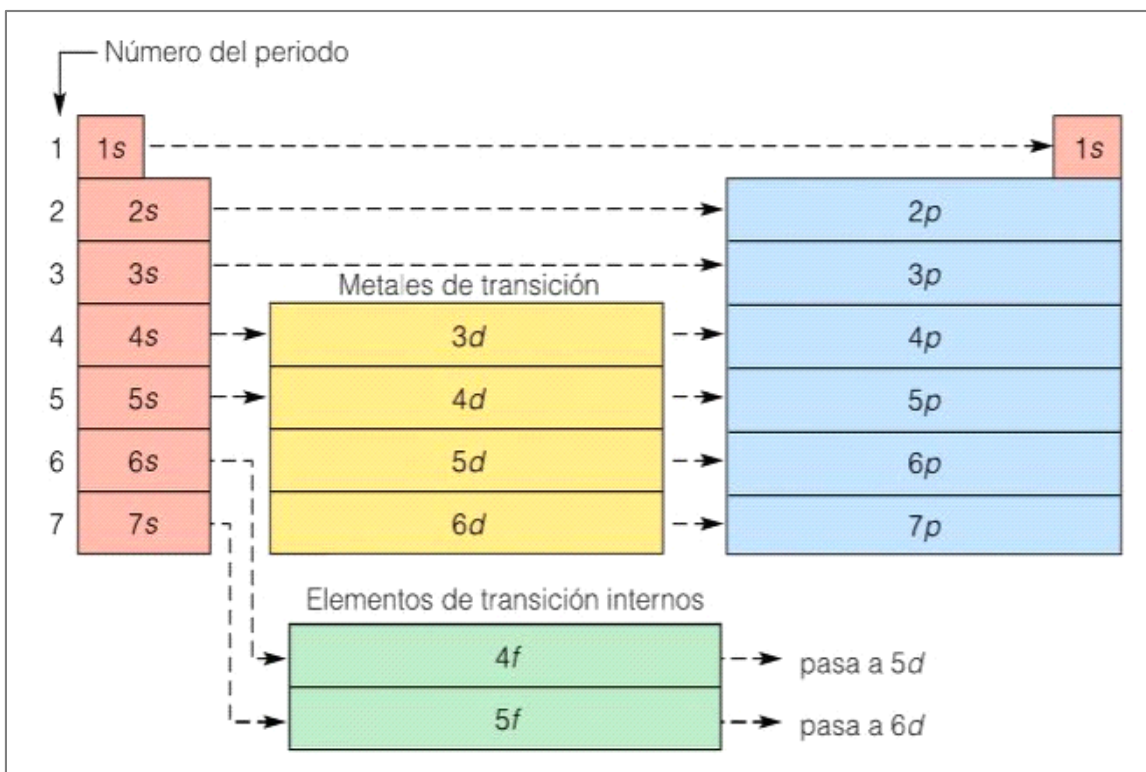 Número del periodo
1 1s 1s
2 2s 2p
3 3s 3p
Metales de transición
4 4s 3d 4p
5 5s 4d 5p
6 6s 5d 6p
7 7s 6d 7p
Elementos de transición internos
4f pasa a 5d
5f pasa a 6d